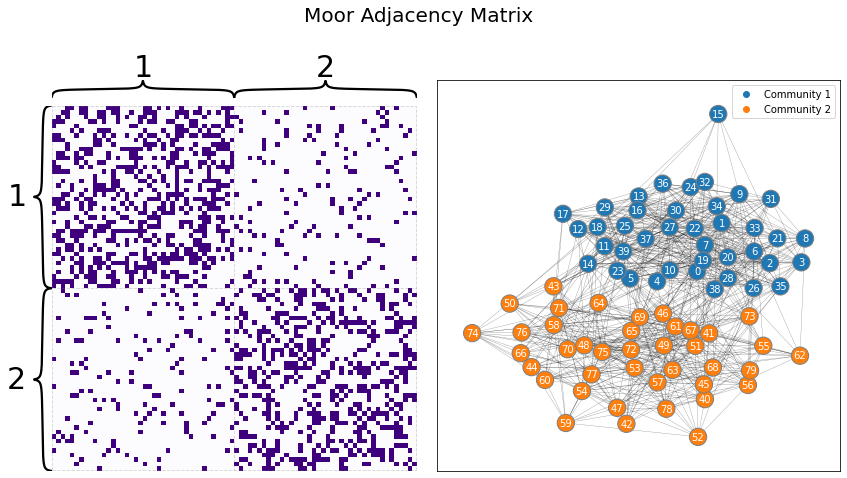 Moor Adjacency Matrix
1 2
1
2
Community 1
Community 2
15
36 24 32
13 9 31
17 29 16 30 34
12 18 25 27 22 1 33
11 39 37 7 21 8
14 23 5 4 10 0 19 20 6 2 3
38 28 26 35
43
50 71 64
74 76 58 69 46 73
65 61 67 41
66 70 48 75 72 49 51 55 62
44 60 77 53 63 68 79
54 57 45 56
47 40
59 42 78
52